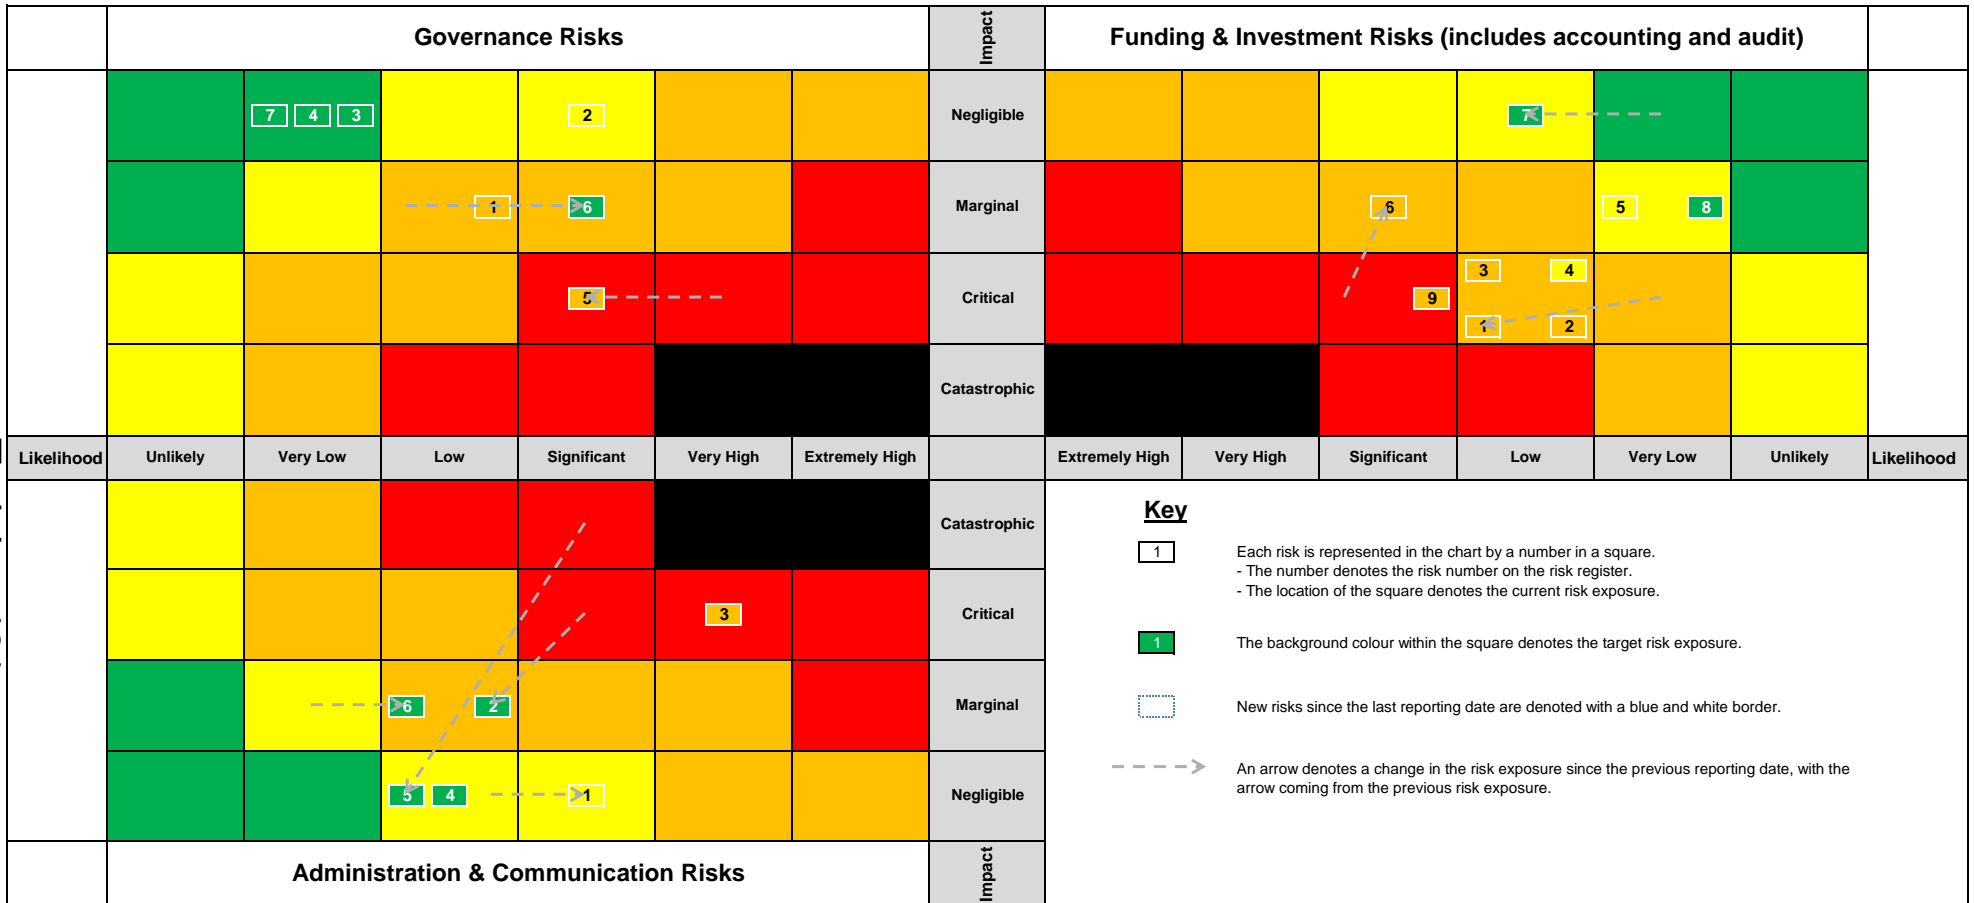 Governance Risks
Impact
Funding & Investment Risks (includes accounting and audit)
7 4 3
2
Negligible
7
1
6
Marginal
6
5
8
5
Critical
9
3
4
1
2
Catastrophic
Likelihood
Unlikely
Very Low
Low
Significant
Very High
Extremely High
Extremely High
Very High
Significant
Low
Very Low
Unlikely
Likelihood
Catastrophic
3
Critical
6
2
Marginal
5
4
1
Negligible
Administration & Communication Risks
Impact
Key
1
Each risk is represented in the chart by a number in a square.
- The number denotes the risk number on the risk register.
- The location of the square denotes the current risk exposure.
1
The background colour within the square denotes the target risk exposure.
New risks since the last reporting date are denoted with a blue and white border.
An arrow denotes a change in the risk exposure since the previous reporting date, with the
arrow coming from the previous risk exposure.